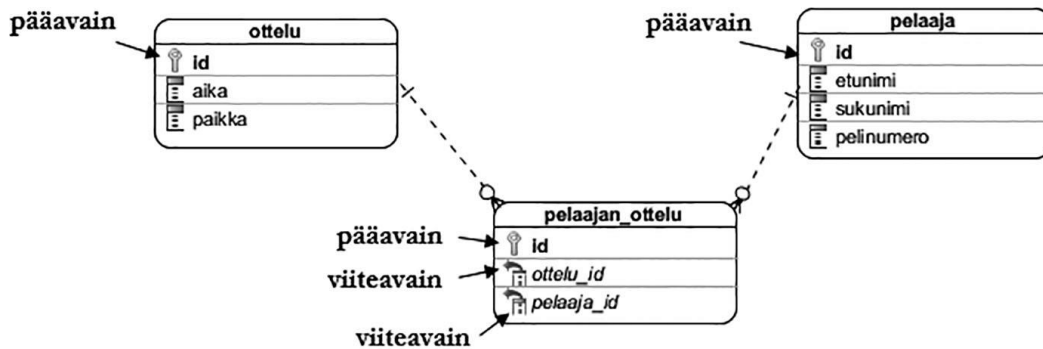 pääavain
ottelu
id
aika
paikka
pääavain
pelaaja
id
etunimi
sukunimi
pelinumero
pelaajan_ottelu
pääavain
id
viiteavain
ottelu_id
pelaaja_id
viiteavain